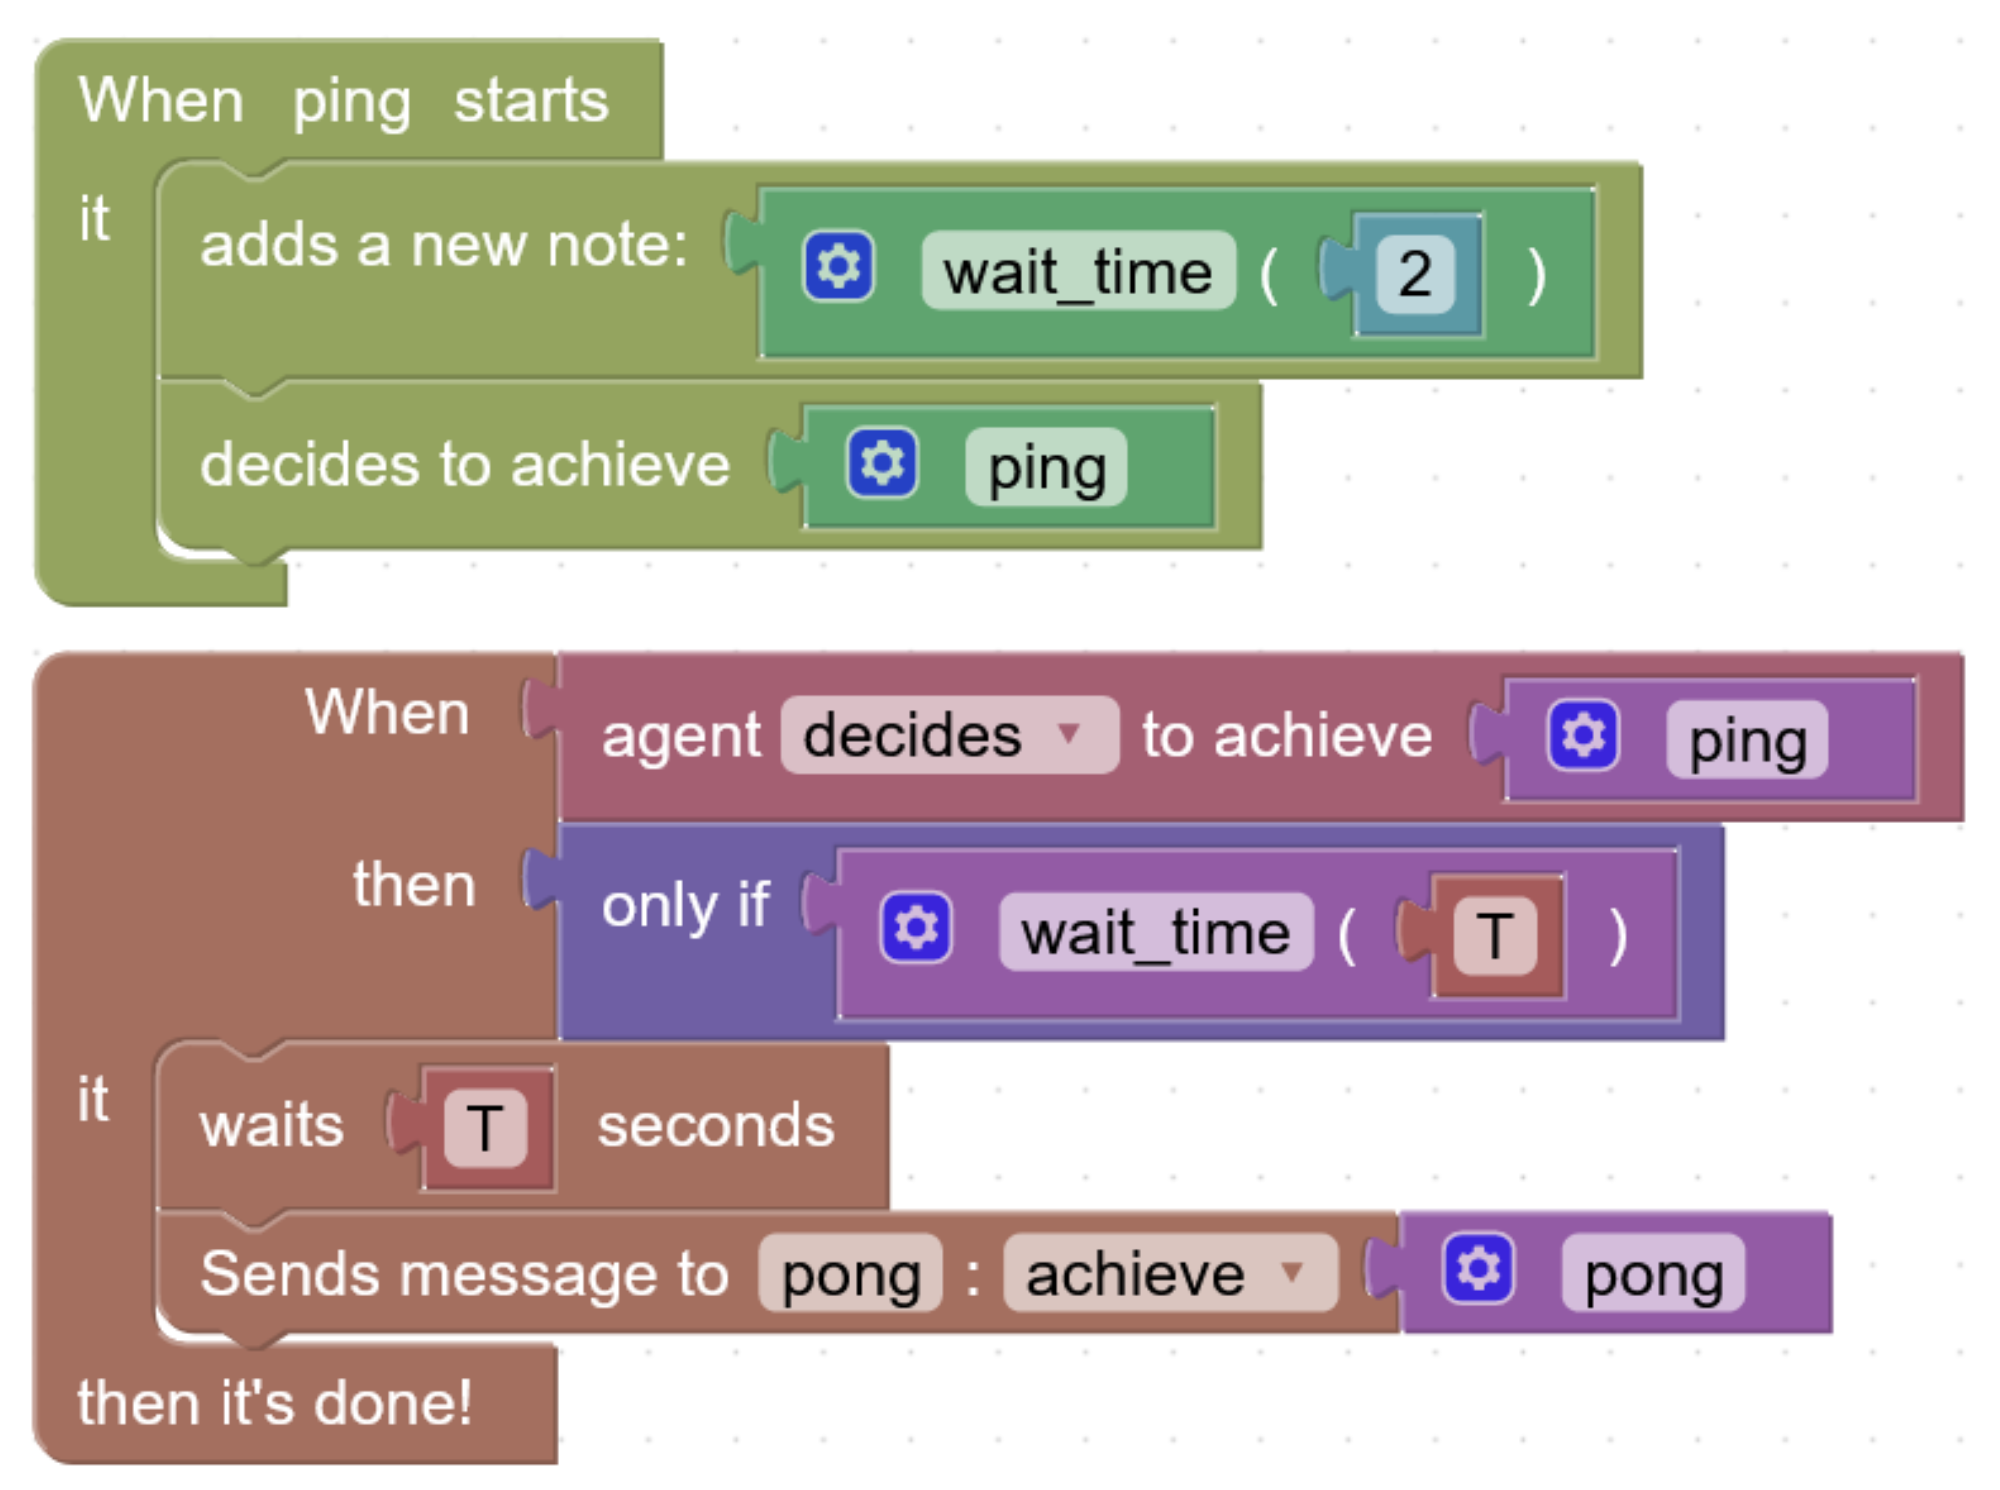 When ping starts
it adds a new note: wait_time ( 2 )
decides to achieve ping
When agent decides to achieve ping
then only if wait_time ( T )
it waits T seconds
Sends message to pong : achieve pong
then it's done!